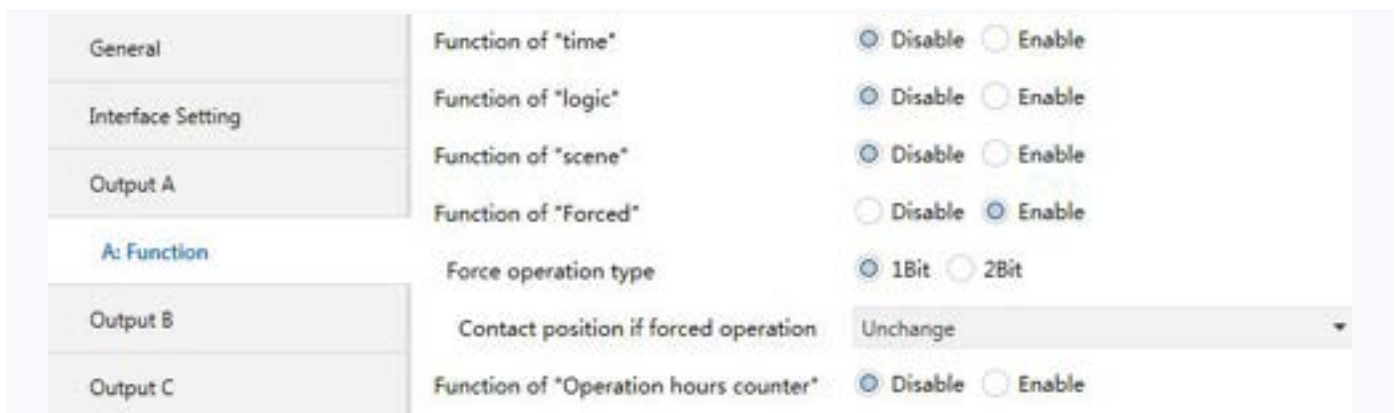 General
Interface Setting
Output A
A: Function
Output B
Output C
Function of "time" Disable Enable
Function of "logic" Disable Enable
Function of "scene" Disable Enable
Function of "Forced" Disable Enable
Force operation type 1Bit 2Bit
Contact position if forced operation Unchange
Function of "Operation hours counter" Disable Enable